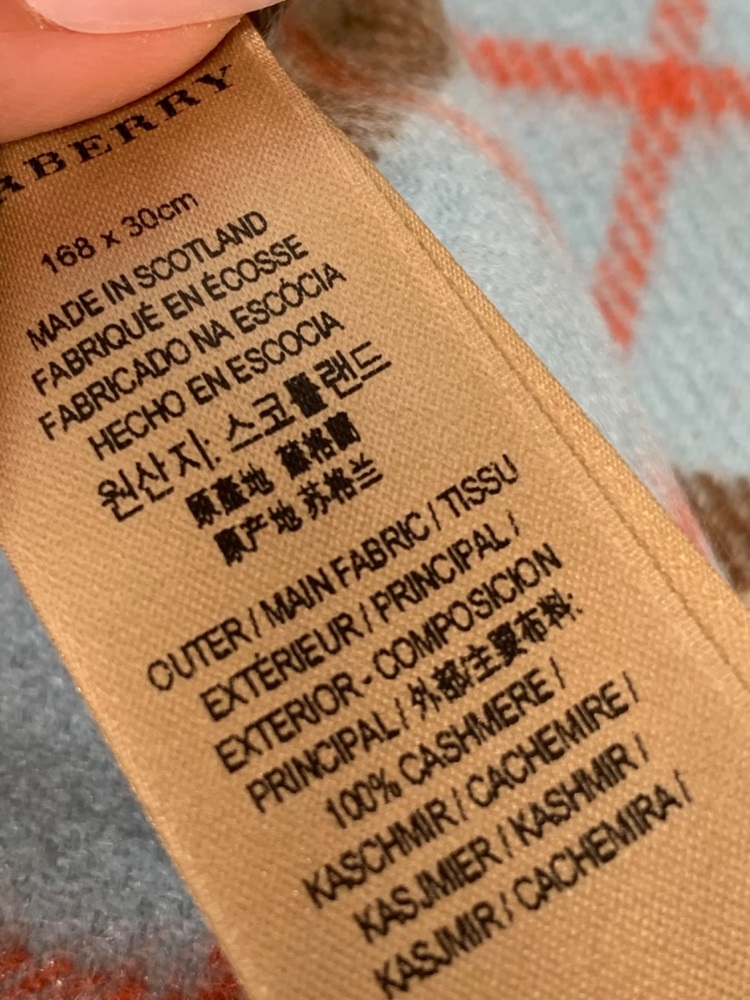 RBERRY
168 x 30cm
MADE IN SCOTLAND
FABRIQUÉ EN ÉCOSSE
FABRICADO NA ESCÓCIA
HECHO EN ESCOCIA
원산지: 스코틀랜드
原產地 蘇格蘭
原产地 苏格兰
OUTER / MAIN FABRIC / TISSU
EXTÉRIEUR / PRINCIPAL /
EXTERIOR - COMPOSICION
PRINCIPAL / 外部/主要布料:
100% CASHMERE /
KASCHMIR / CACHEMIRE /
KASJMIER / KASHMIR /
KASJMIR / CACHEMIRA /